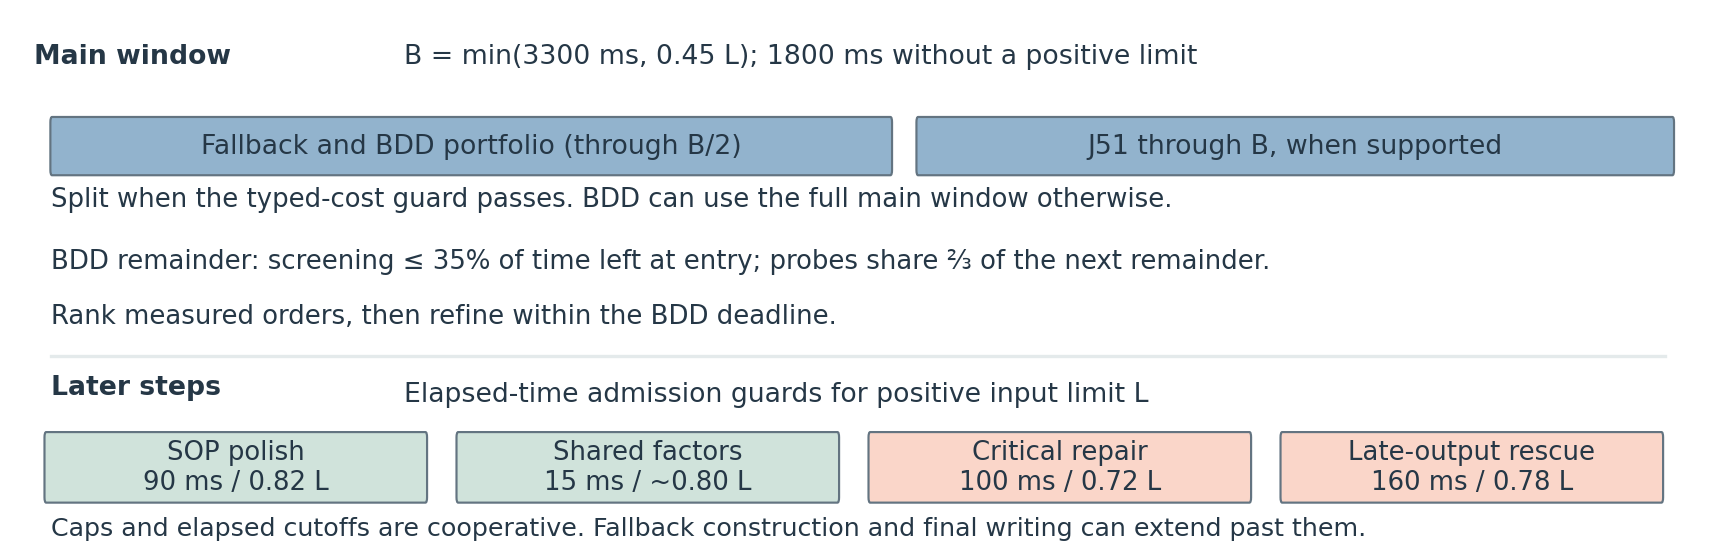 Main window
B = min(3300 ms, 0.45 L); 1800 ms without a positive limit
Fallback and BDD portfolio (through B/2)
J51 through B, when supported
Split when the typed-cost guard passes. BDD can use the full main window otherwise.
BDD remainder: screening ≤ 35% of time left at entry; probes share ⅔ of the next remainder.
Rank measured orders, then refine within the BDD deadline.
Later steps
Elapsed-time admission guards for positive input limit L
SOP polish
90 ms / 0.82 L
Shared factors
15 ms / ~0.80 L
Critical repair
100 ms / 0.72 L
Late-output rescue
160 ms / 0.78 L
Caps and elapsed cutoffs are cooperative. Fallback construction and final writing can extend past them.